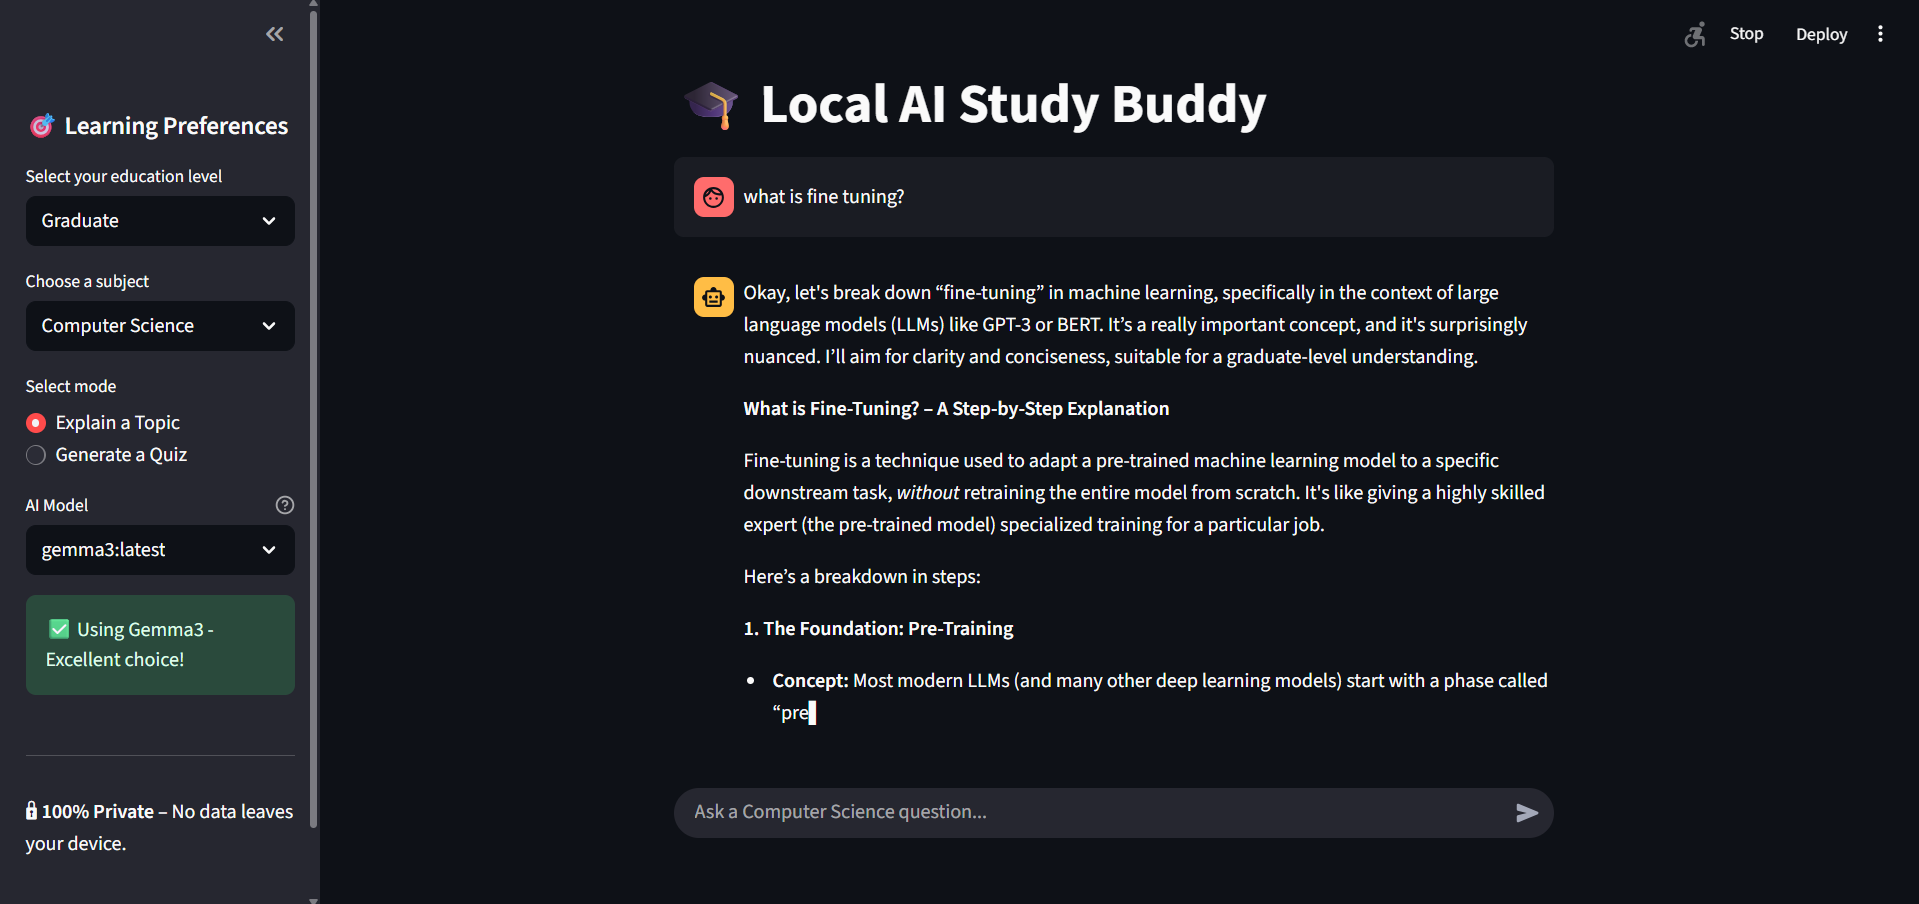 Learning Preferences
Select your education level
Graduate
Choose a subject
Computer Science
Select mode
Explain a Topic
Generate a Quiz
AI Model
gemma3:latest
Using Gemma3 -
Excellent choice!
100% Private – No data leaves
your device.
Stop
Deploy
Local AI Study Buddy
what is fine tuning?
Okay, let's break down “fine-tuning” in machine learning, specifically in the context of large
language models (LLMs) like GPT-3 or BERT. It’s a really important concept, and it's surprisingly
nuanced. I’ll aim for clarity and conciseness, suitable for a graduate-level understanding.
What is Fine-Tuning? – A Step-by-Step Explanation
Fine-tuning is a technique used to adapt a pre-trained machine learning model to a specific
downstream task, without retraining the entire model from scratch. It's like giving a highly skilled
expert (the pre-trained model) specialized training for a particular job.
Here’s a breakdown in steps:
1. The Foundation: Pre-Training
• Concept: Most modern LLMs (and many other deep learning models) start with a phase called
“pre
Ask a Computer Science question...